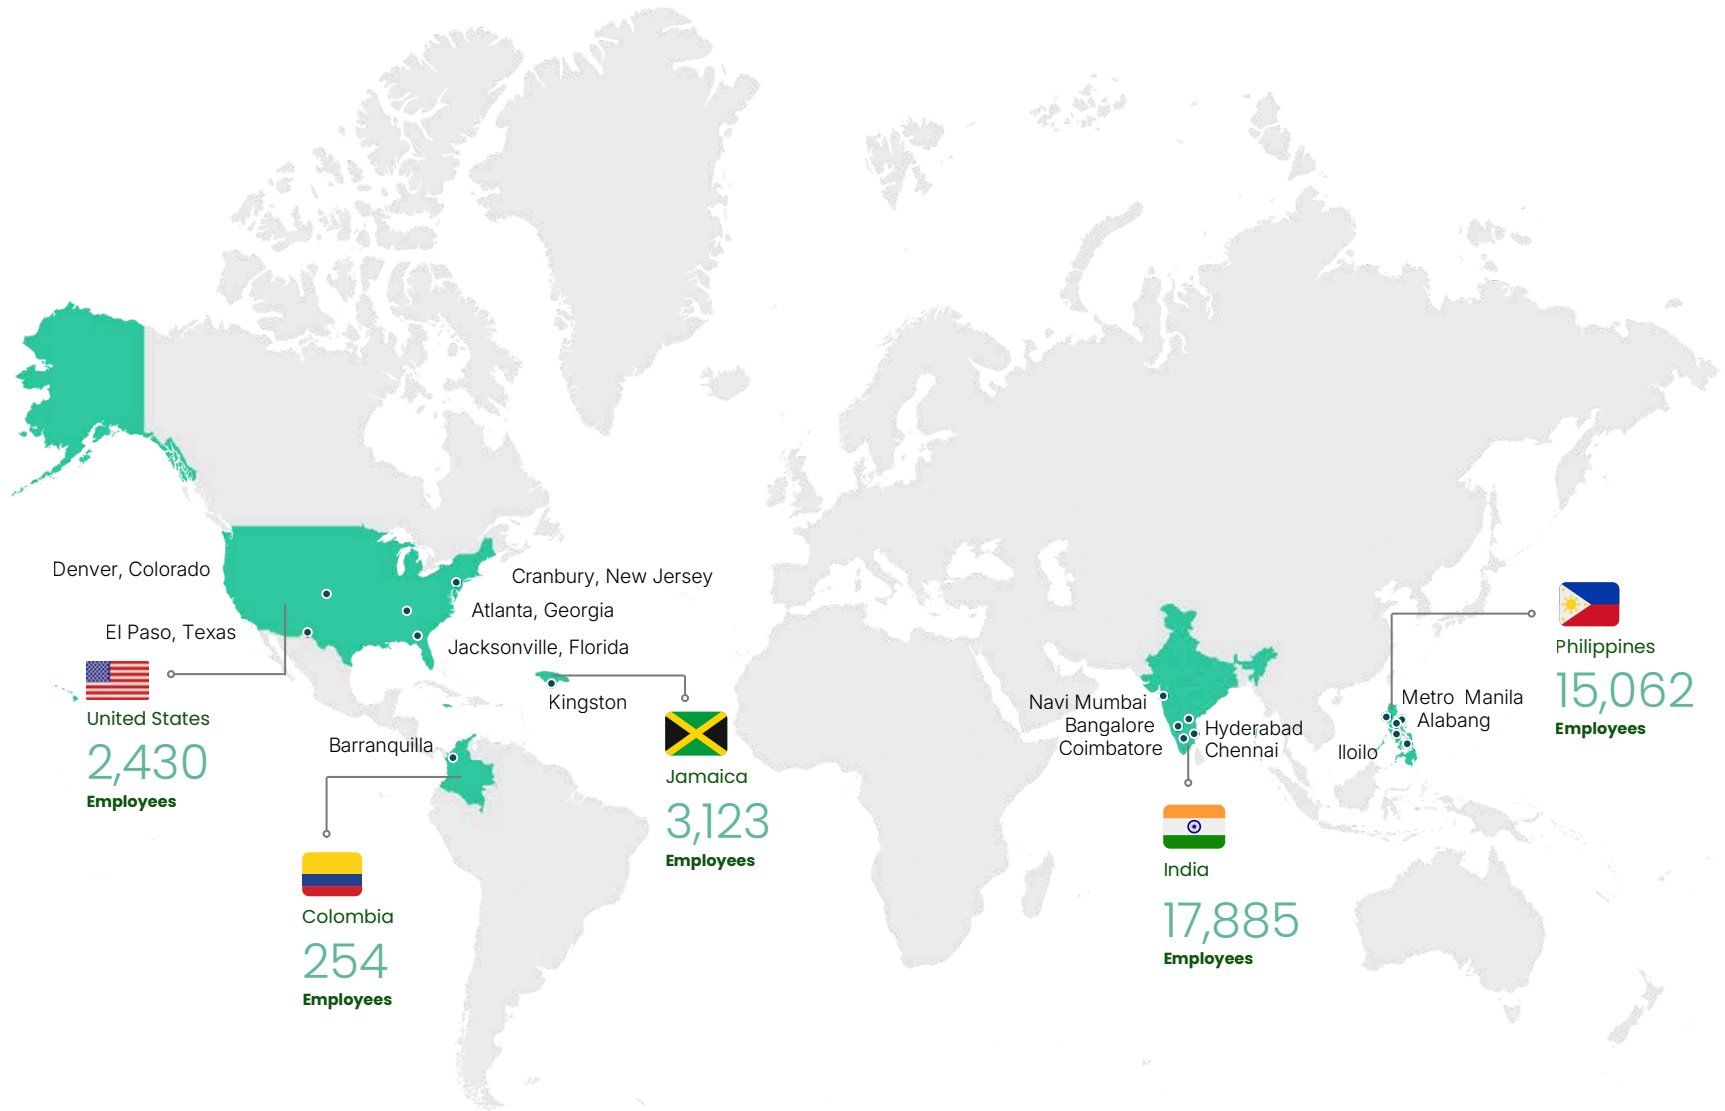 Denver, Colorado
El Paso, Texas
Cranbury, New Jersey
Atlanta, Georgia
Jacksonville, Florida
United States
2,430
Employees
Kingston
Jamaica
3,123
Employees
Barranquilla
Colombia
254
Employees
Navi Mumbai
Bangalore
Coimbatore
Hyderabad
Chennai
India
17,885
Employees
Philippines
15,062
Employees
Metro Manila
Alabang
Iloilo